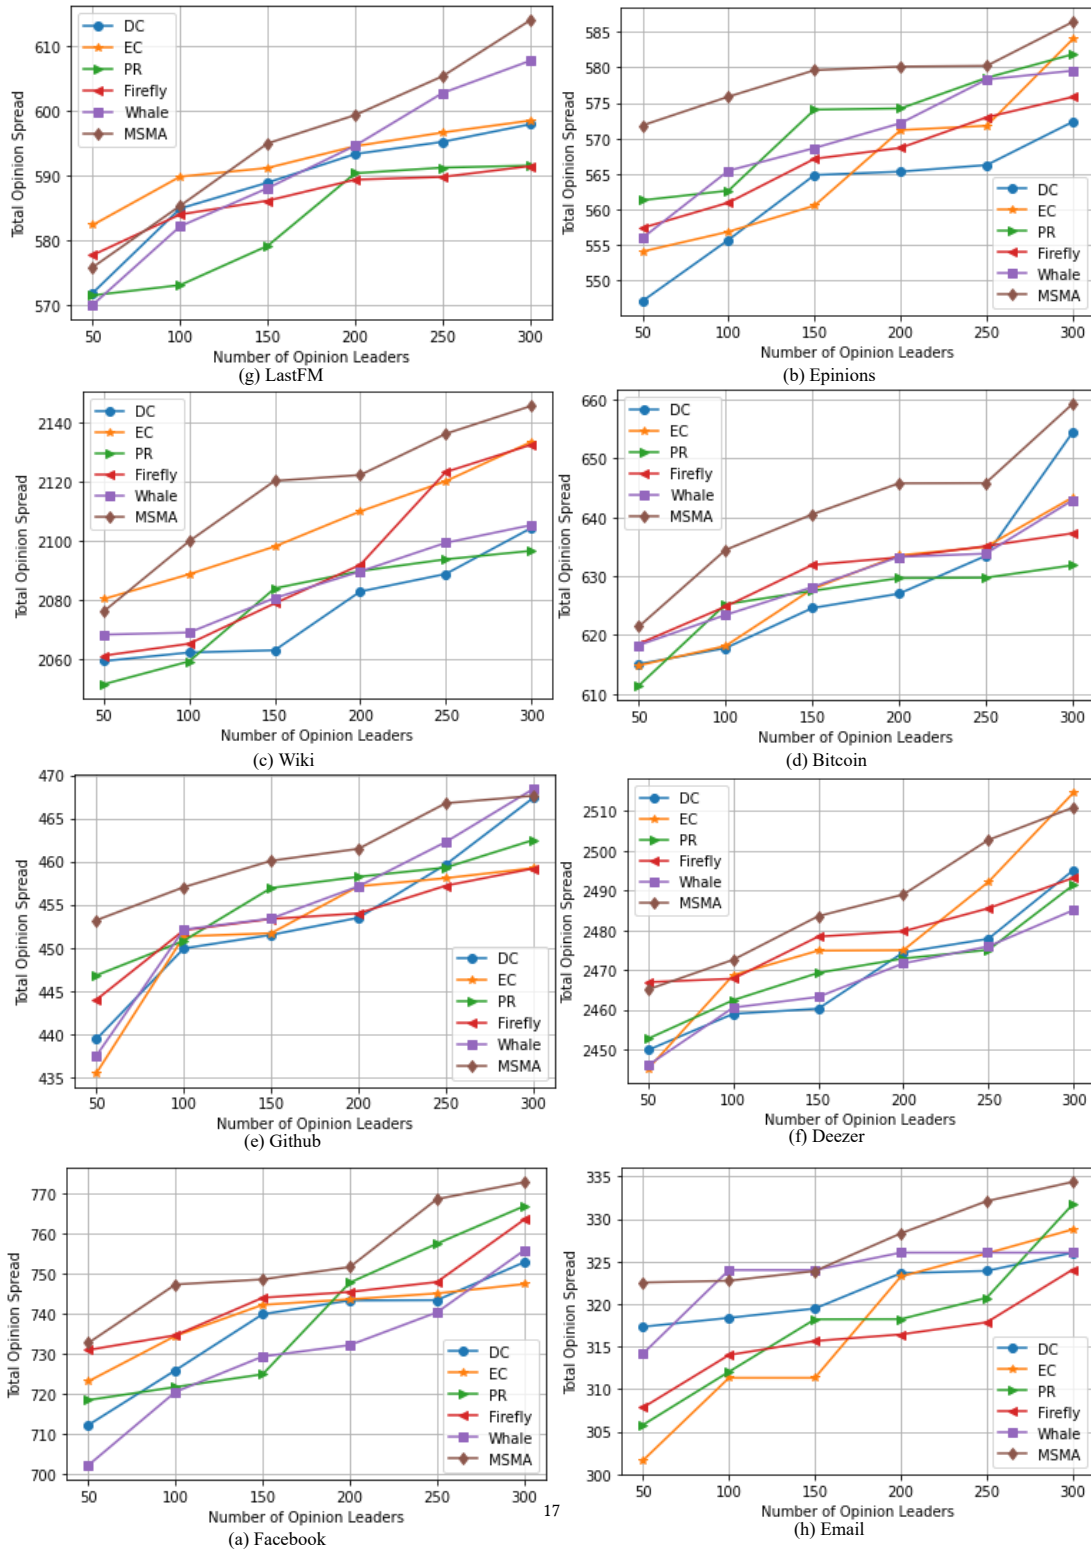 610
600
590
580
570
Total Opinion Spread
DC
EC
PR
Firefly
Whale
MSMA
50 100 150 200 250 300
Number of Opinion Leaders
(g) LastFM
585
580
575
570
565
560
555
550
Total Opinion Spread
DC
EC
PR
Firefly
Whale
MSMA
50 100 150 200 250 300
Number of Opinion Leaders
(b) Epinions
2140
2120
2100
2080
2060
Total Opinion Spread
DC
EC
PR
Firefly
Whale
MSMA
50 100 150 200 250 300
Number of Opinion Leaders
(c) Wiki
660
650
640
630
620
610
Total Opinion Spread
DC
EC
PR
Firefly
Whale
MSMA
50 100 150 200 250 300
Number of Opinion Leaders
(d) Bitcoin
470
465
460
455
450
445
440
435
Total Opinion Spread
DC
EC
PR
Firefly
Whale
MSMA
50 100 150 200 250 300
Number of Opinion Leaders
(e) Github
2510
2500
2490
2480
2470
2460
2450
Total Opinion Spread
DC
EC
PR
Firefly
Whale
MSMA
50 100 150 200 250 300
Number of Opinion Leaders
(f) Deezer
770
760
750
740
730
720
710
700
Total Opinion Spread
DC
EC
PR
Firefly
Whale
MSMA
50 100 150 200 250 300
Number of Opinion Leaders
(a) Facebook
335
330
325
320
315
310
305
300
Total Opinion Spread
DC
EC
PR
Firefly
Whale
MSMA
50 100 150 200 250 300
Number of Opinion Leaders
(h) Email
17